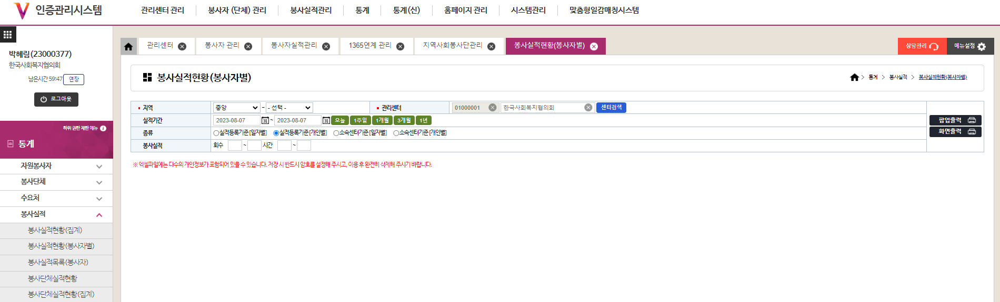 인증관리시스템
관리센터 관리 봉사자 (단체) 관리 봉사실적관리 통계 통계(신) 홈페이지 관리 시스템관리 맞춤형일감매칭시스템
박혜림(23000377)
한국사회복지협의회
남은시간 59:47 연장
로그아웃
하위 권한 제한 메뉴
통계
자원봉사자
봉사단체
수요처
봉사실적
봉사실적현황(집계)
봉사실적현황(봉사자별)
봉사실적목록(봉사자)
봉사단체실적현황
봉사단체실적현황(집계)
관리센터 봉사자 관리 봉사자실적관리 1365연계 관리 지역사회봉사단관리 봉사실적현황(봉사자별) 상담관리 메뉴설정
봉사실적현황(봉사자별) > 통계 > 봉사실적 > 봉사실적현황(봉사자별)
지역 중앙 - - 선택 - 관리센터 01000001 한국사회복지협의회 센터검색
실적기간 2023-08-07 ~ 2023-08-07 오늘 1주일 1개월 3개월 1년 팝업출력
종류 실적등록기준 [일자별] 실적등록기준 [개인별] 소속센터기준 [일자별] 소속센터기준 [개인별] 화면출력
봉사실적 회수 ~ 시간 ~
※ 엑셀파일에는 다수의 개인정보가 포함되어 있을 수 있습니다. 저장 시 반드시 암호를 설정해 주시고, 이용 후 완전히 삭제해 주시기 바랍니다.